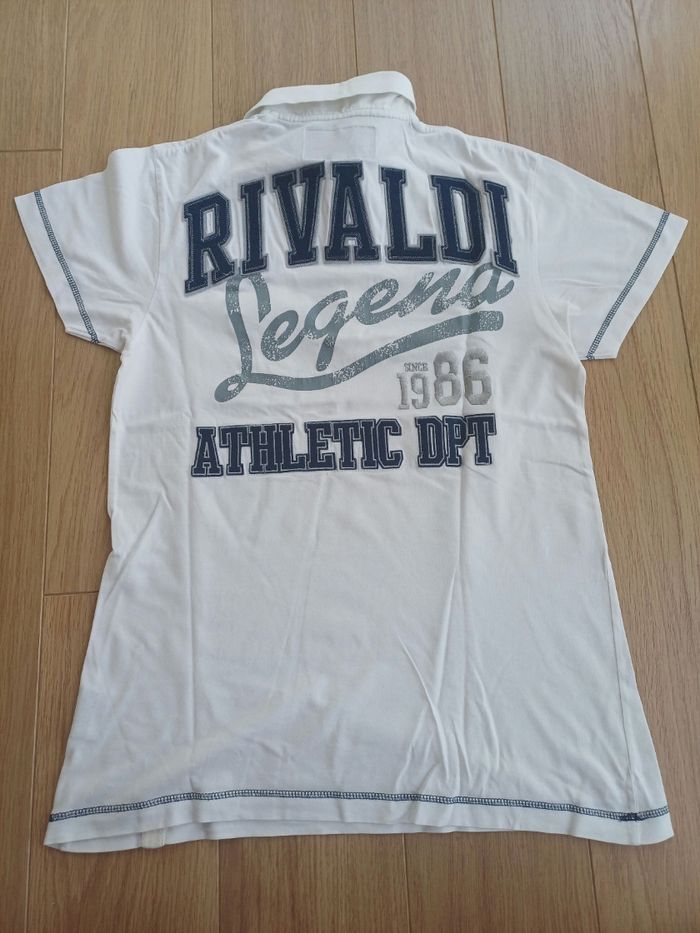 RIVALDI
Legend
SINCE
1986
ATHLETIC DPT